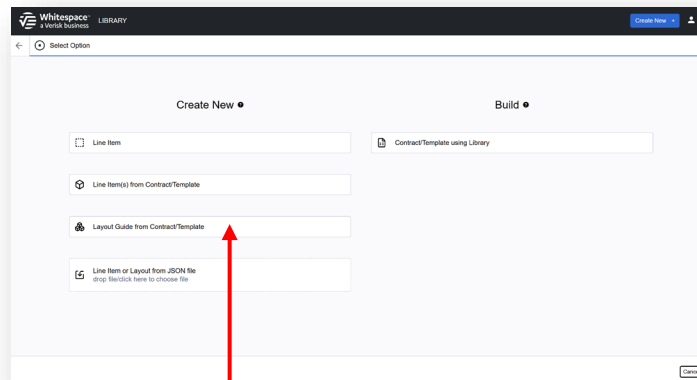 Whitespace™
a Verisk business
LIBRARY
Create New
Select Option
Create New
Build
Line Item
Contract/Template using Library
Line Item(s) from Contract/Template
Layout Guide from Contract/Template
Line Item or Layout from JSON file
drop file/click here to choose file
Cancel